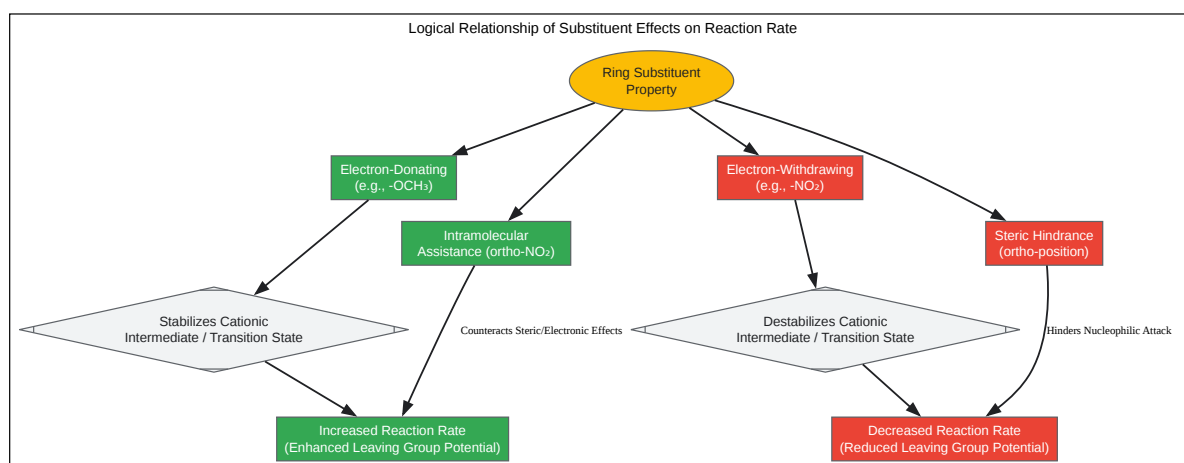 Logical Relationship of Substituent Effects on Reaction Rate
Ring Substituent
Property
Electron-Donating
(e.g., -OCH₃)
Electron-Withdrawing
(e.g., -NO₂)
Intramolecular
Assistance (ortho-NO₂)
Steric Hindrance
(ortho-position)
Stabilizes Cationic
Intermediate / Transition State
Counteracts Steric/Electronic Effects
Destabilizes Cationic
Intermediate / Transition State
Hinders Nucleophilic Attack
Increased Reaction Rate
(Enhanced Leaving Group Potential)
Decreased Reaction Rate
(Reduced Leaving Group Potential)